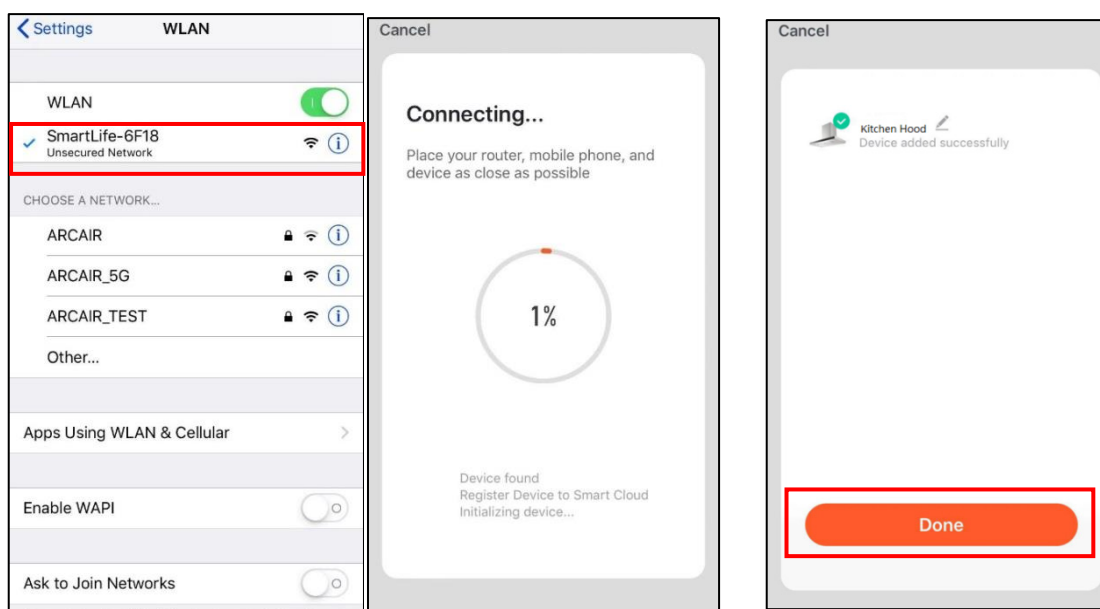 Settings WLAN
WLAN
SmartLife-6F18
Unsecured Network
CHOOSE A NETWORK...
ARCAIR
ARCAIR_5G
ARCAIR_TEST
Other...
Apps Using WLAN & Cellular
Enable WAPI
Ask to Join Networks
Cancel
Connecting...
Place your router, mobile phone, and
device as close as possible
1%
Device found
Register Device to Smart Cloud
Initializing device...
Cancel
Kitchen Hood
Device added successfully
Done